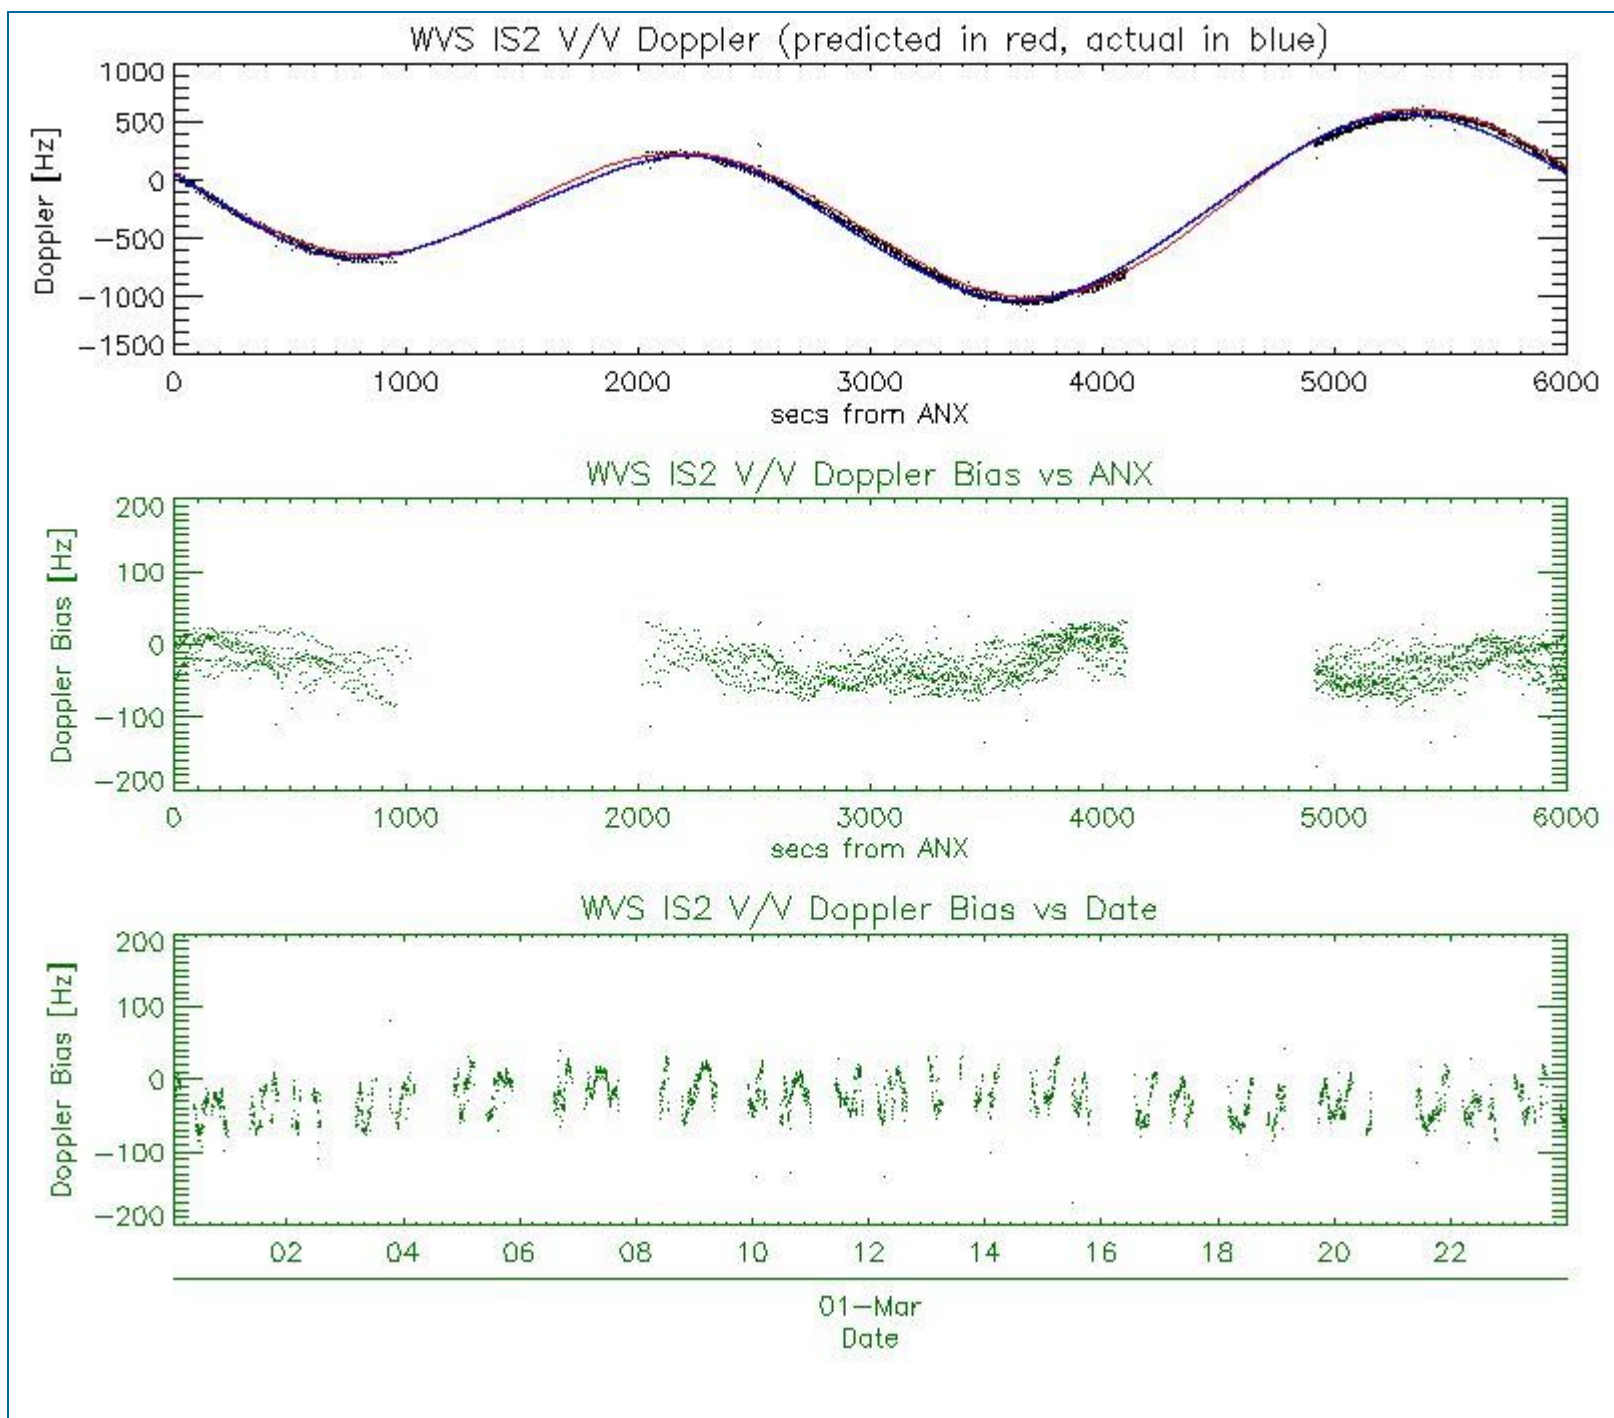 WVS IS2 V/V Doppler (predicted in red, actual in blue)
1000
500
0
−500
−1000
−1500
Doppler [Hz]
0 1000 2000 3000 4000 5000 6000
secs from ANX
WVS IS2 V/V Doppler Bias vs ANX
200
100
0
−100
−200
Doppler Bias [Hz]
0 1000 2000 3000 4000 5000 6000
secs from ANX
WVS IS2 V/V Doppler Bias vs Date
200
100
0
−100
−200
Doppler Bias [Hz]
02 04 06 08 10 12 14 16 18 20 22
01−Mar
Date